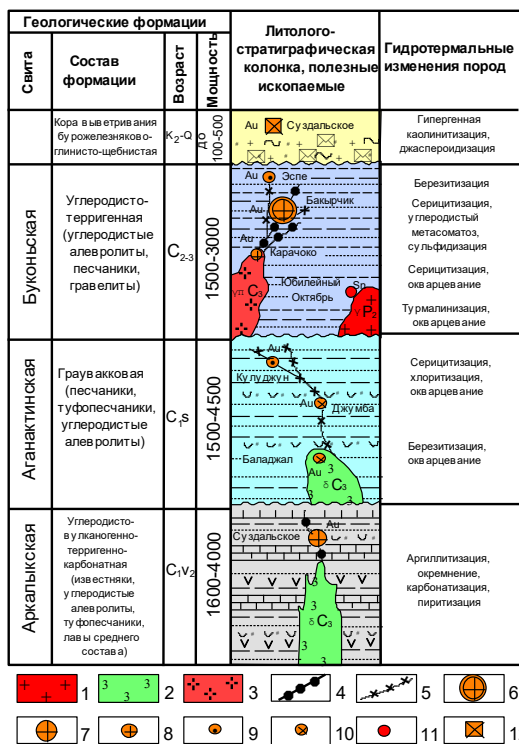 Геологические формации
Свита
Состав
формации
Возраст
Мощность
Литолого-
стратиграфическая
колонка, полезные
ископаемые
Гидротермальные
изменения пород
Кора выветривания
бурожелезняково-
глинисто-щебнистая
K2-Q
до
100-500
Au
Суздальское
Гипергенная
каолинитизация,
джаспероидизация
Буконьская
Углеродисто-
терригенная
(углеродистые
алевролиты,
песчаники,
гравелиты)
C2-3
1500-3000
Au
Эспе
Au
Бакырчик
Au
Карачоко
Юбилейный
Октябрь
Sn
γπ C3
γ P2
Березитизация
Серицитизация,
углеродистый
метасоматоз,
сульфидизация
Серицитизация,
окварцевание
Турмалинизация,
окварцевание
Аганактинская
Граувакковая
(песчаники,
туфопесчаники,
углеродистые
алевролиты)
C1s
1500-4500
Au
Кулуджун
Au
Джумба
Баладжал
Au
δ C3
Серицитизация,
хлоритизация,
окварцевание
Березитизация,
окварцевание
Аркалыкская
Углеродисто-
вулканогенно-
терригенно-
карбонатная
(известняки,
углеродистые
алевролиты,
туфопесчаники,
лавы среднего
состава)
C1v2
1600-4000
Au
Суздальское
δ C3
Аргиллитизация,
окремнение,
карбонатизация,
пиритизация
1 2 3 4 5 6
7 8 9 10 11 1